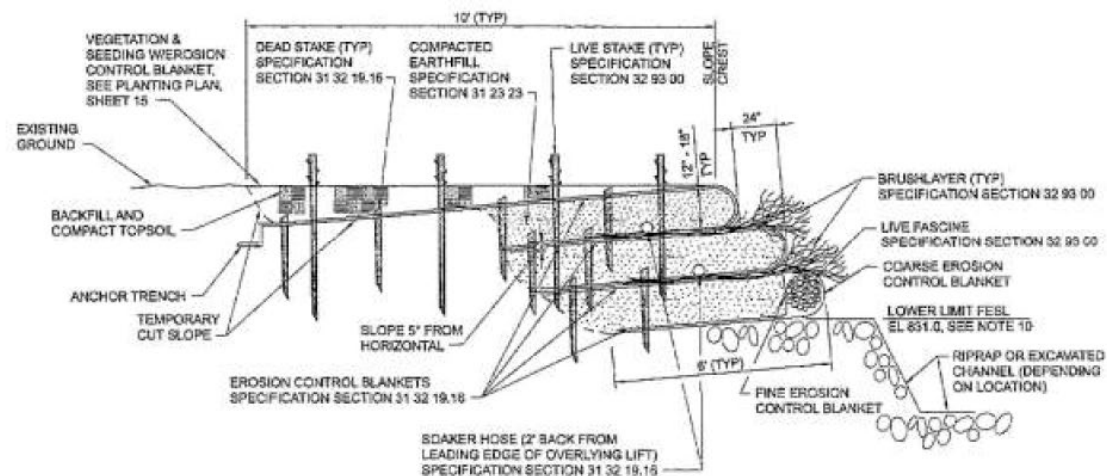 10' (TYP)
VEGETATION &
SEEDING W/EROSION
CONTROL BLANKET,
SEE PLANTING PLAN,
SHEET 15
DEAD STAKE (TYP)
SPECIFICATION
SECTION 31 32 19.16
COMPACTED
EARTHFILL
SPECIFICATION
SECTION 31 23 23
LIVE STAKE (TYP)
SPECIFICATION
SECTION 32 93 00
SLOPE
CREST
24"
TYP
12" - 18"
TYP
EXISTING
GROUND
BRUSHLAYER (TYP)
SPECIFICATION SECTION 32 93 00
BACKFILL AND
COMPACT TOPSOIL
LIVE FASCINE
SPECIFICATION SECTION 32 93 00
COARSE EROSION
CONTROL BLANKET
ANCHOR TRENCH
TEMPORARY
CUT SLOPE
SLOPE 5° FROM
HORIZONTAL
LOWER LIMIT FESL
EL 831.0, SEE NOTE 10
6' (TYP)
RIPRAP OR EXCAVATED
CHANNEL (DEPENDING
ON LOCATION)
EROSION CONTROL BLANKETS
SPECIFICATION SECTION 31 32 19.16
FINE EROSION
CONTROL BLANKET
SOAKER HOSE (2' BACK FROM
LEADING EDGE OF OVERLYING LIFT)
SPECIFICATION SECTION 31 32 19.16